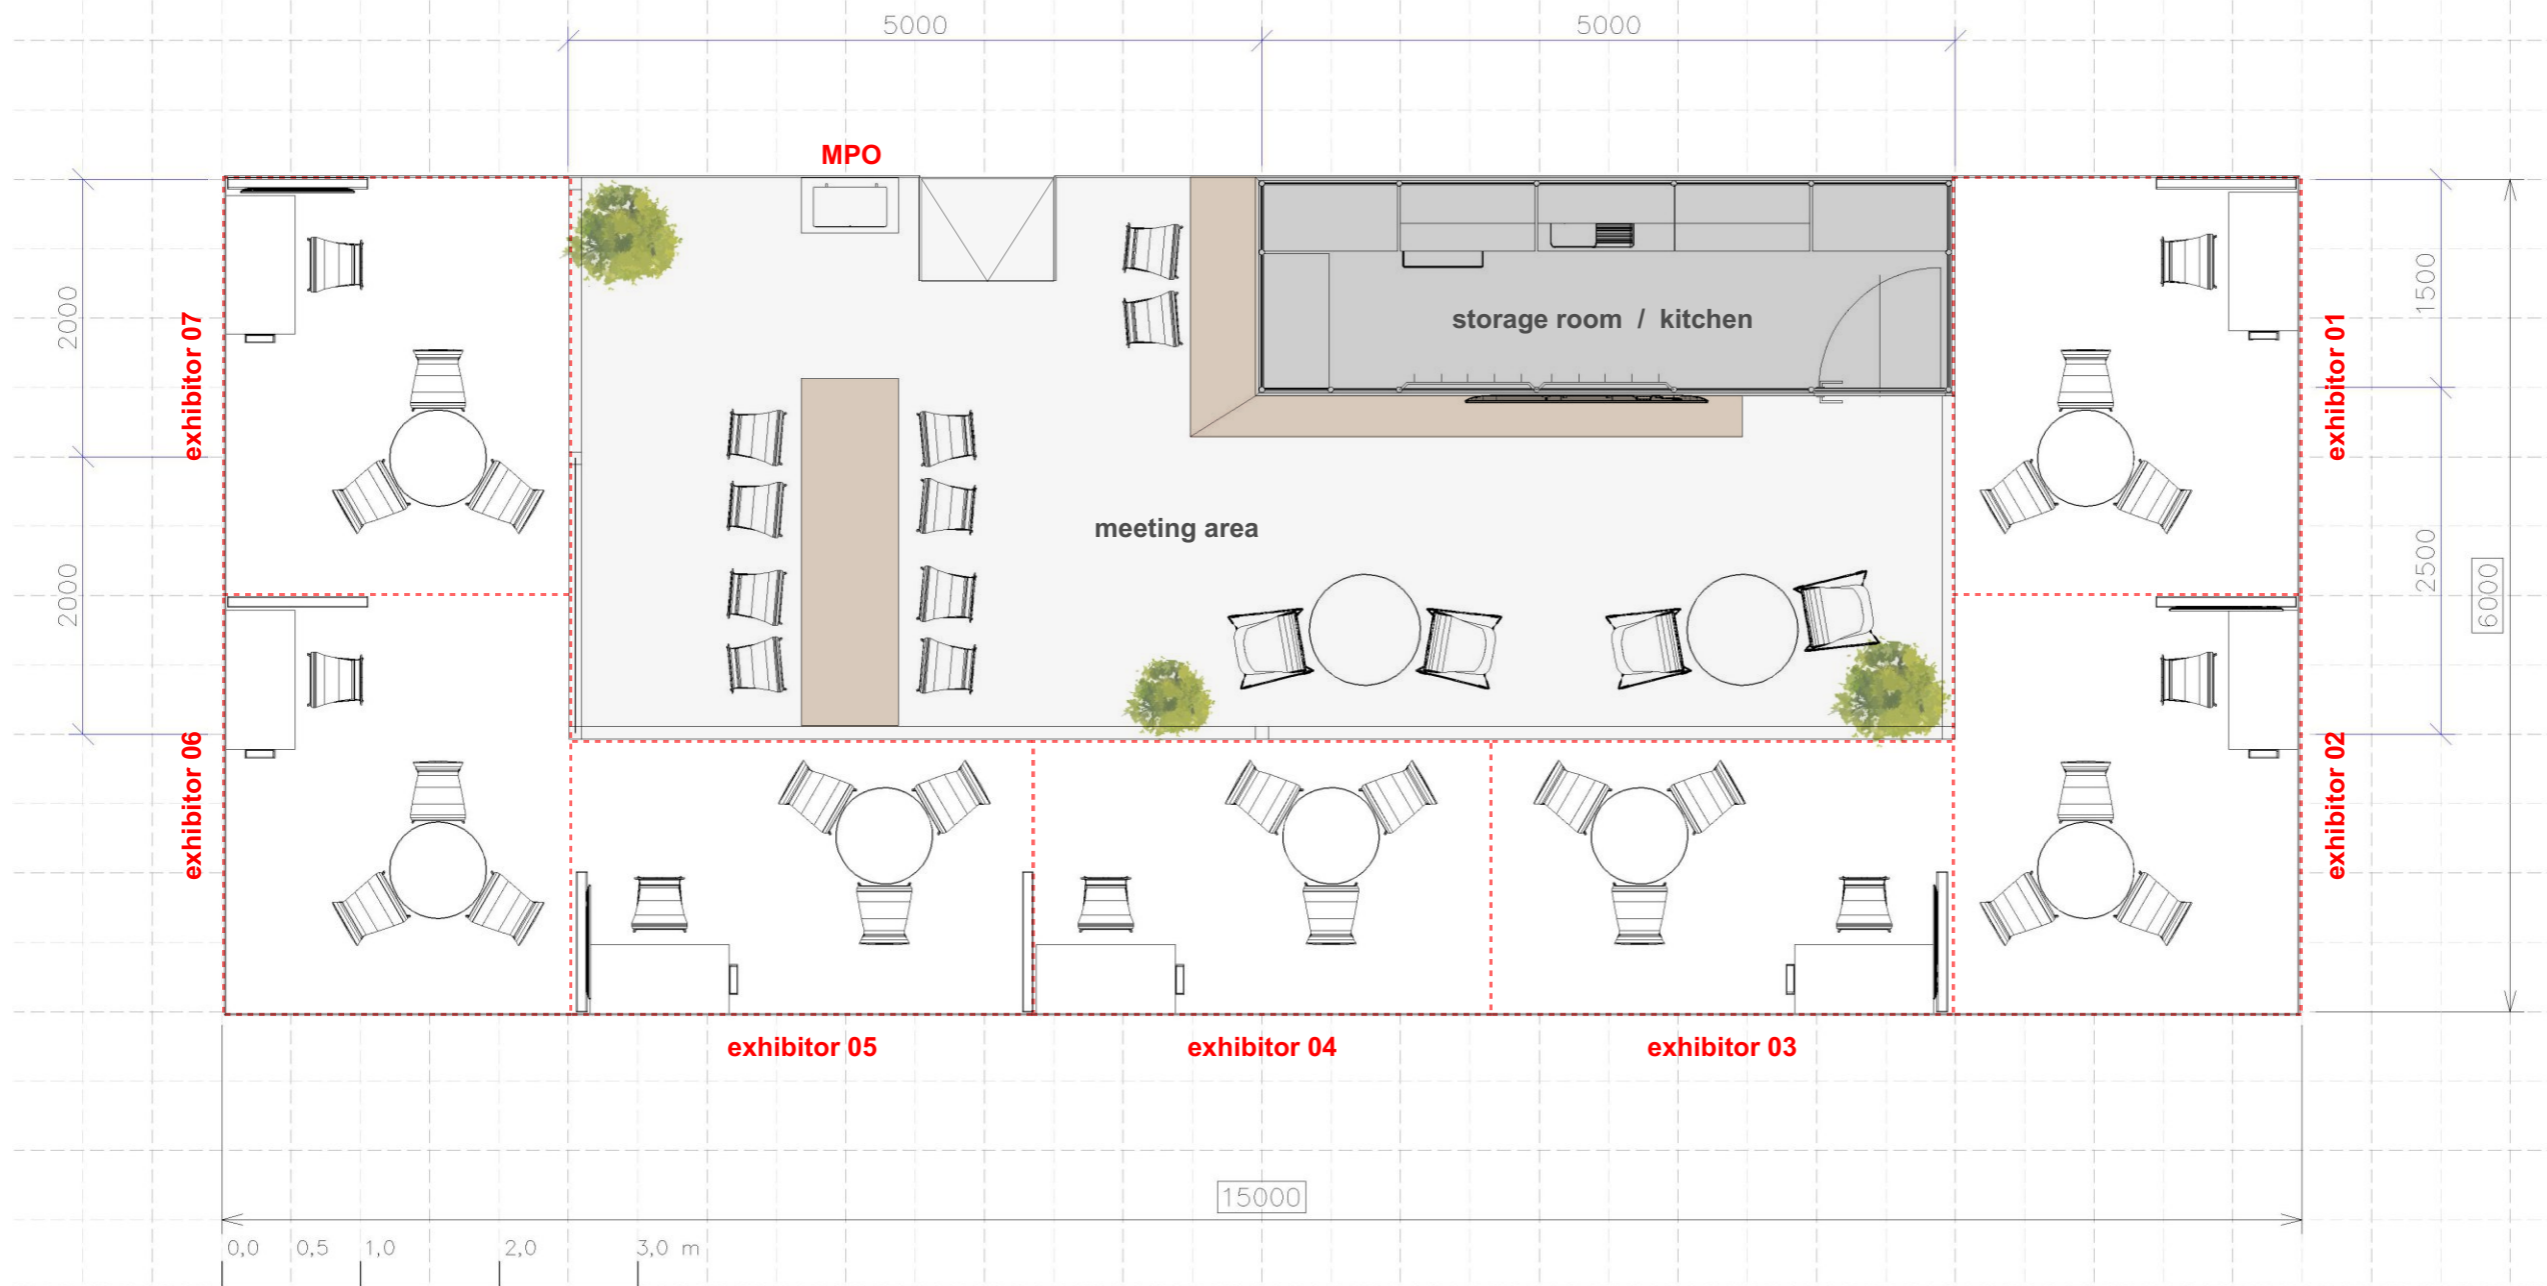 5000
5000
MPO
2000
exhibitor 07
storage room / kitchen
1500
exhibitor 01
meeting area
2000
2500
6000
exhibitor 06
exhibitor 02
exhibitor 05
exhibitor 04
exhibitor 03
15000
0,0 0,5 1,0 2,0 3,0 m